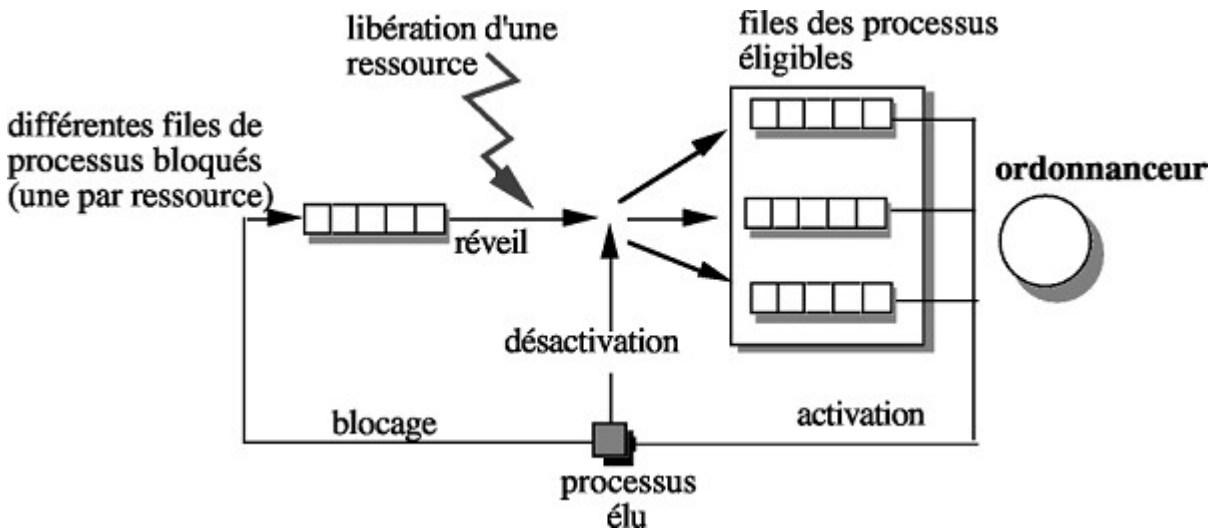 libération d'une
ressource
files des processus
éligibles
différentes files de
processus bloqués
(une par ressource)
ordonnanceur
réveil
désactivation
blocage
activation
processus
élu